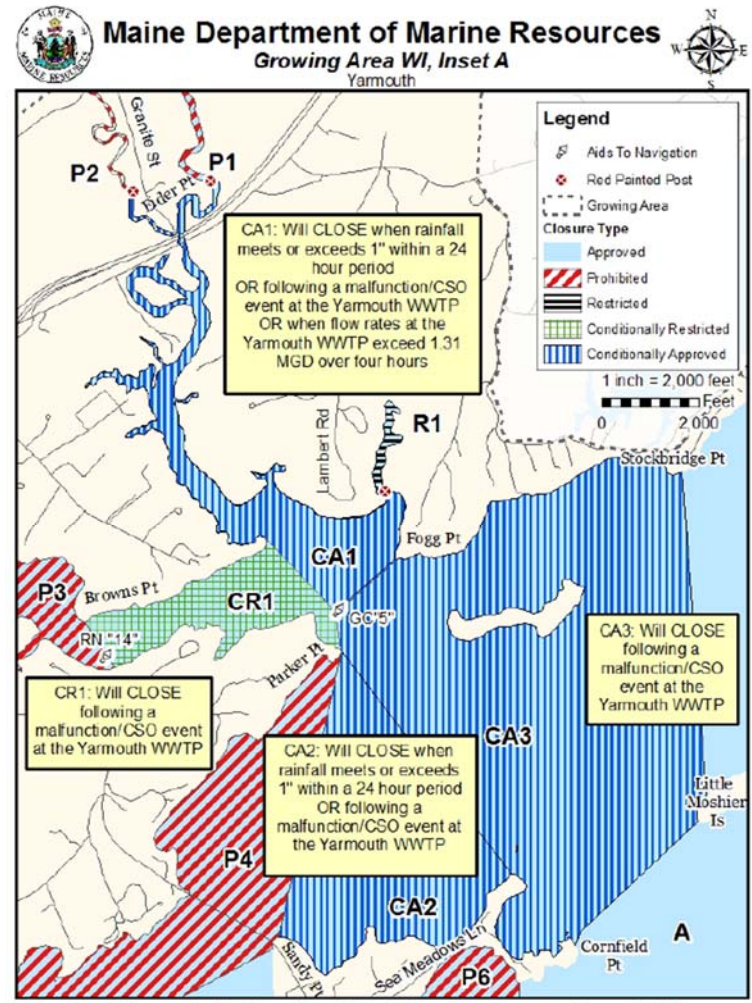 Maine Department of Marine Resources
Growing Area WI, Inset A
Yarmouth
MAINE
MARINE RESOURCES
N
W
E
S
Legend
Aids To Navigation
Red Painted Post
Growing Area
Closure Type
Approved
Prohibited
Restricted
Conditionally Restricted
Conditionally Approved
1 inch = 2,000 feet
Feet
0 2 000
Granite St
P2
P1
Elder Pt
CA1: Will CLOSE when rainfall
meets or exceeds 1" within a 24
hour period
OR following a malfunction/CSO
event at the Yarmouth WWTP
OR when flow rates at the
Yarmouth WWTP exceed 1.31
MGD over four hours
Lambert Rd
R1
Stockbridge Pt
Fogg Pt
CA1
P3
Browns Pt
CR1
GC"5"
RN "14"
Parker Pt
CA3: Will CLOSE
following a
malfunction/CSO
event at the
Yarmouth WWTP
CR1: Will CLOSE
following a
malfunction/CSO event
at the Yarmouth WWTP
CA2: Will CLOSE when
rainfall meets or exceeds
1" within a 24 hour period
OR following a
malfunction/CSO event at
the Yarmouth WWTP
CA3
Little
Moshier
Is
P4
CA2
Sandy Pt
Sea Meadows Ln
P6
Cornfield
Pt
A